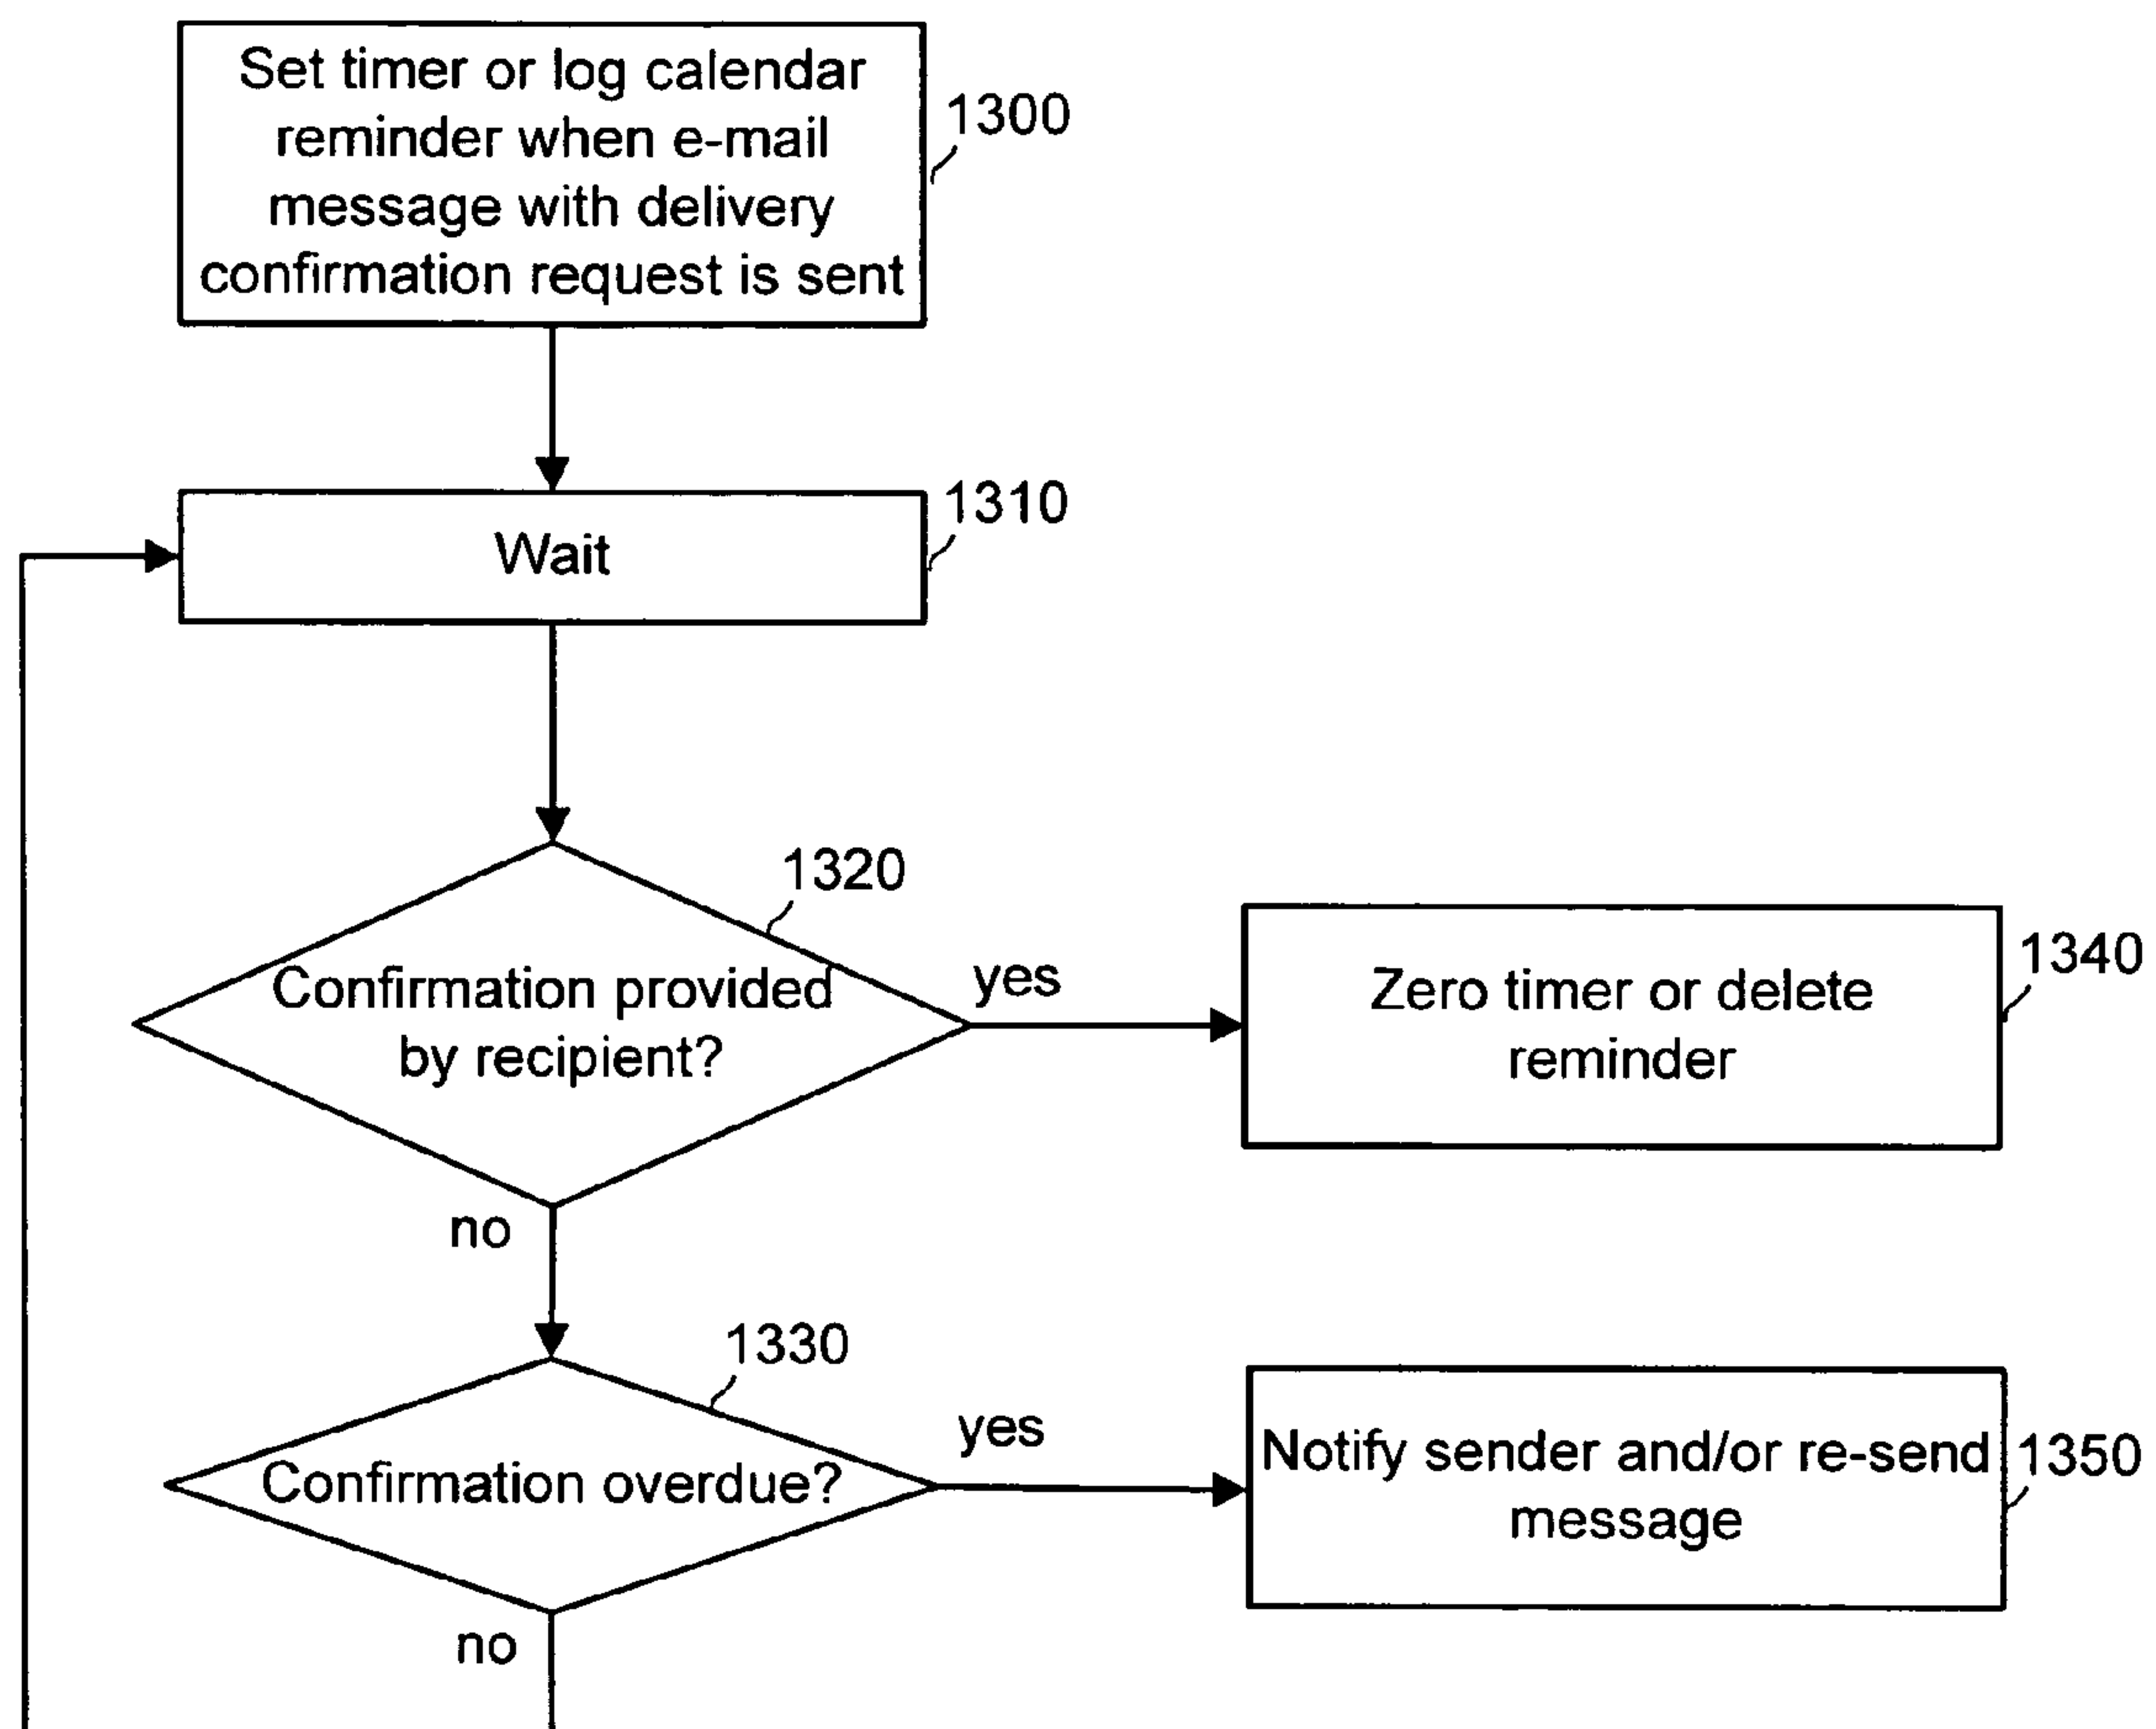 Set timer or log calendar
reminder when e-mail
message with delivery
confirmation request is sent
1300
Wait
1310
1320
Confirmation provided
by recipient?
yes
Zero timer or delete
reminder
1340
no
1330
Confirmation overdue?
yes
Notify sender and/or re-send
message
1350
no